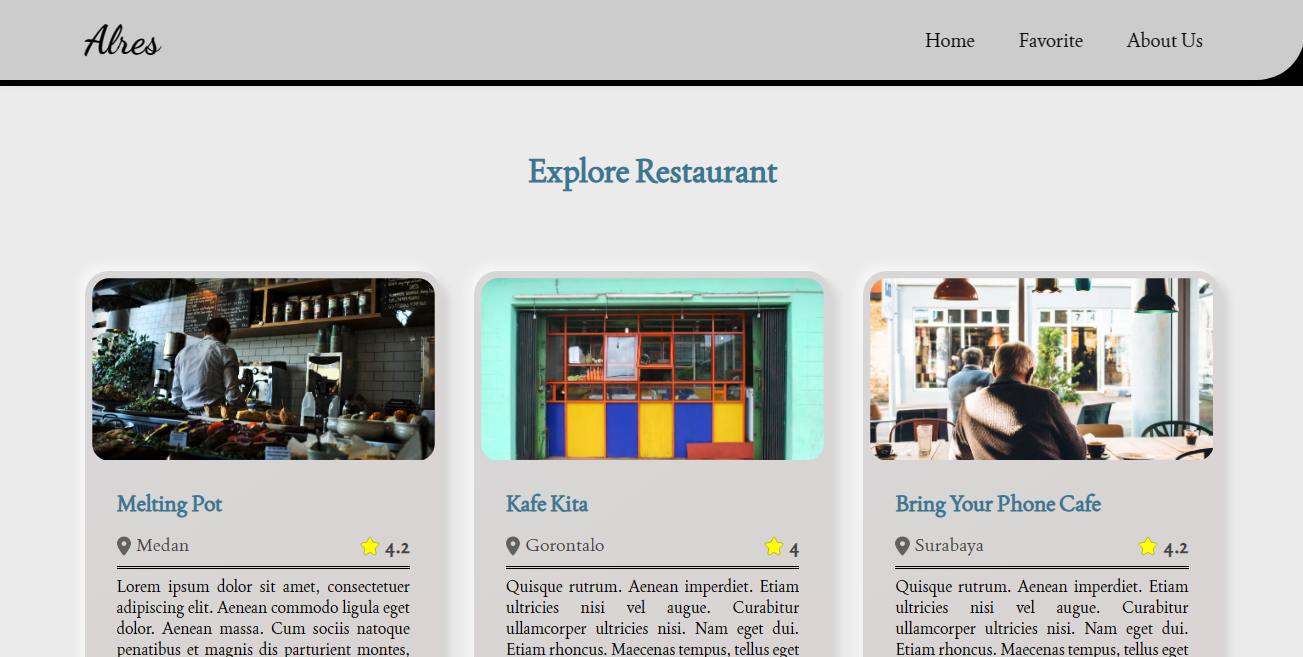 Alres
Home Favorite About Us
Explore Restaurant
Melting Pot
Medan 4.2
Lorem ipsum dolor sit amet, consectetuer
adipiscing elit. Aenean commodo ligula eget
dolor. Aenean massa. Cum sociis natoque
penatibus et magnis dis parturient montes,
Kafe Kita
Gorontalo 4
Quisque rutrum. Aenean imperdiet. Etiam
ultricies nisi vel augue. Curabitur
ullamcorper ultricies nisi. Nam eget dui.
Etiam rhoncus. Maecenas tempus, tellus eget
Bring Your Phone Cafe
Surabaya 4.2
Quisque rutrum. Aenean imperdiet. Etiam
ultricies nisi vel augue. Curabitur
ullamcorper ultricies nisi. Nam eget dui.
Etiam rhoncus. Maecenas tempus, tellus eget